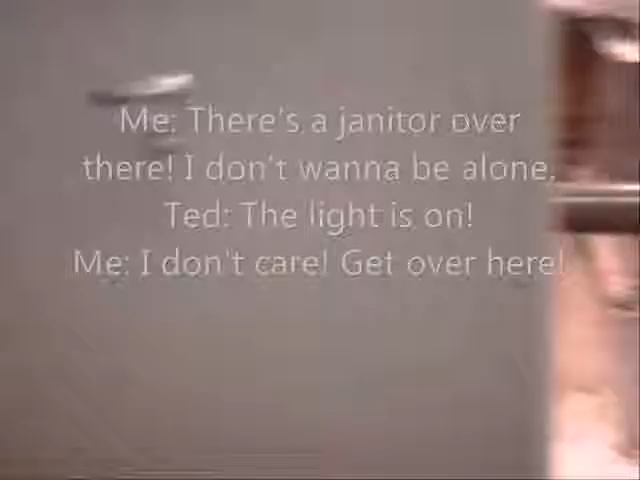 Me: There's a janitor over
there! I don't wanna be alone.
Ted: The light is on!
Me: I don't care! Get over here!